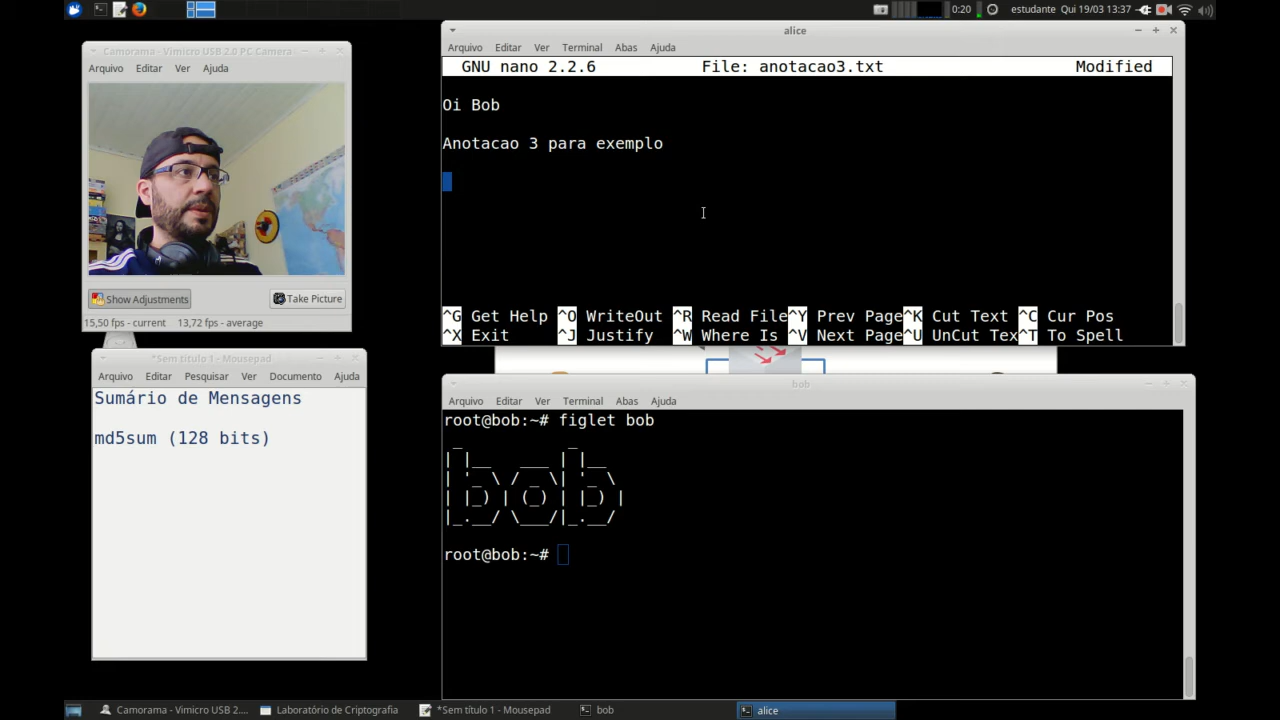 0:20 estudante Qui 19/03 13:37
Camorama - Vimicro USB 2.0 PC Camera
Arquivo Editar Ver Ajuda
Show Adjustments Take Picture
15,50 fps - current 13,72 fps - average
*Sem título 1 - Mousepad
Arquivo Editar Pesquisar Ver Documento Ajuda
Sumário de Mensagens
md5sum (128 bits)
alice
Arquivo Editar Ver Terminal Abas Ajuda
GNU nano 2.2.6 File: anotacao3.txt Modified
Oi Bob
Anotacao 3 para exemplo
^G Get Help ^O WriteOut ^R Read File ^Y Prev Page ^K Cut Text ^C Cur Pos
^X Exit ^J Justify ^W Where Is ^V Next Page ^U UnCut Tex ^T To Spell
bob
Arquivo Editar Ver Terminal Abas Ajuda
root@bob:~# figlet bob
bob
root@bob:~#
Camorama - Vimicro USB 2.... Laboratório de Criptografia *Sem título 1 - Mousepad bob alice